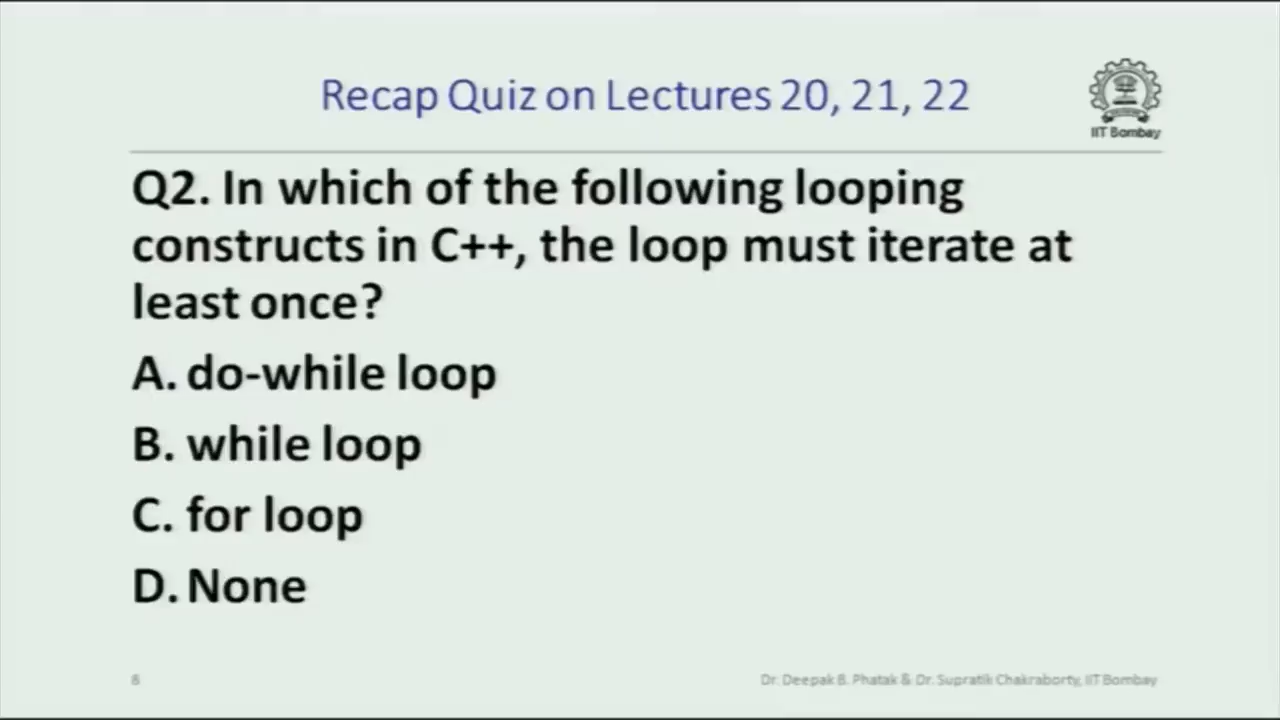 Recap Quiz on Lectures 20, 21, 22
IIT Bombay
Q2. In which of the following looping
constructs in C++, the loop must iterate at
least once?
A. do-while loop
B. while loop
C. for loop
D. None
6
Dr. Deepak B. Phatak & Dr. Supratik Chakraborty, IIT Bombay